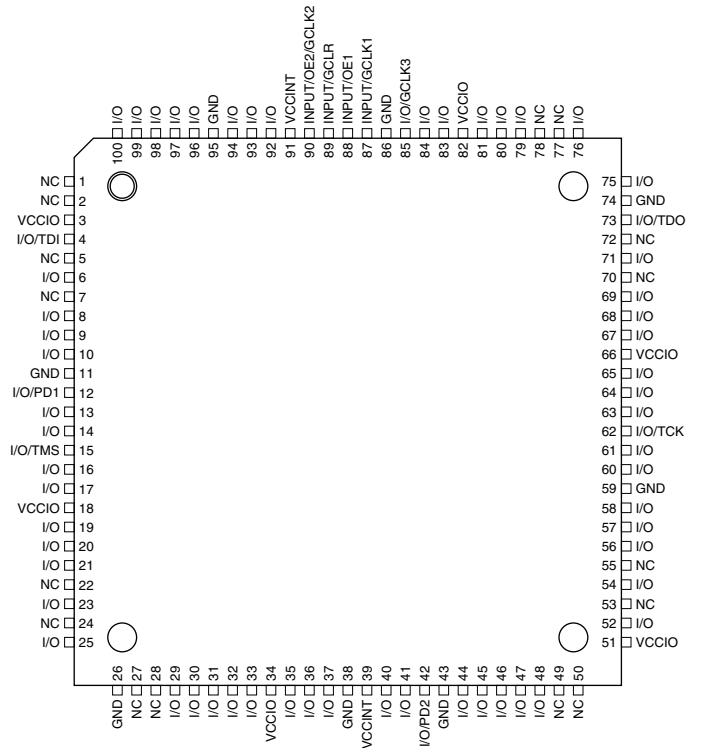 I/O
I/O
I/O
I/O
I/O
GND
I/O
I/O
I/O
VCCINT
INPUT/OE2/GCLK2
INPUT/GCLR
INPUT/OE1
INPUT/GCLK1
GND
I/O/GCLK3
I/O
I/O
VCCIO
I/O
I/O
I/O
NC
NC
I/O
100
99
98
97
96
95
94
93
92
91
90
89
88
87
86
85
84
83
82
81
80
79
78
77
76
NC 1
NC 2
VCCIO 3
I/O/TDI 4
NC 5
I/O 6
NC 7
I/O 8
I/O 9
I/O 10
GND 11
I/O/PD1 12
I/O 13
I/O 14
I/O/TMS 15
I/O 16
I/O 17
VCCIO 18
I/O 19
I/O 20
I/O 21
NC 22
I/O 23
NC 24
I/O 25
75 I/O
74 GND
73 I/O/TDO
72 NC
71 I/O
70 NC
69 I/O
68 I/O
67 I/O
66 VCCIO
65 I/O
64 I/O
63 I/O
62 I/O/TCK
61 I/O
60 I/O
59 GND
58 I/O
57 I/O
56 I/O
55 NC
54 I/O
53 NC
52 I/O
51 VCCIO
26
27
28
29
30
31
32
33
34
35
36
37
38
39
40
41
42
43
44
45
46
47
48
49
50
GND
NC
NC
I/O
I/O
I/O
I/O
I/O
VCCIO
I/O
I/O
I/O
GND
VCCINT
I/O
I/O
I/O/PD2
GND
I/O
I/O
I/O
I/O
I/O
NC
NC